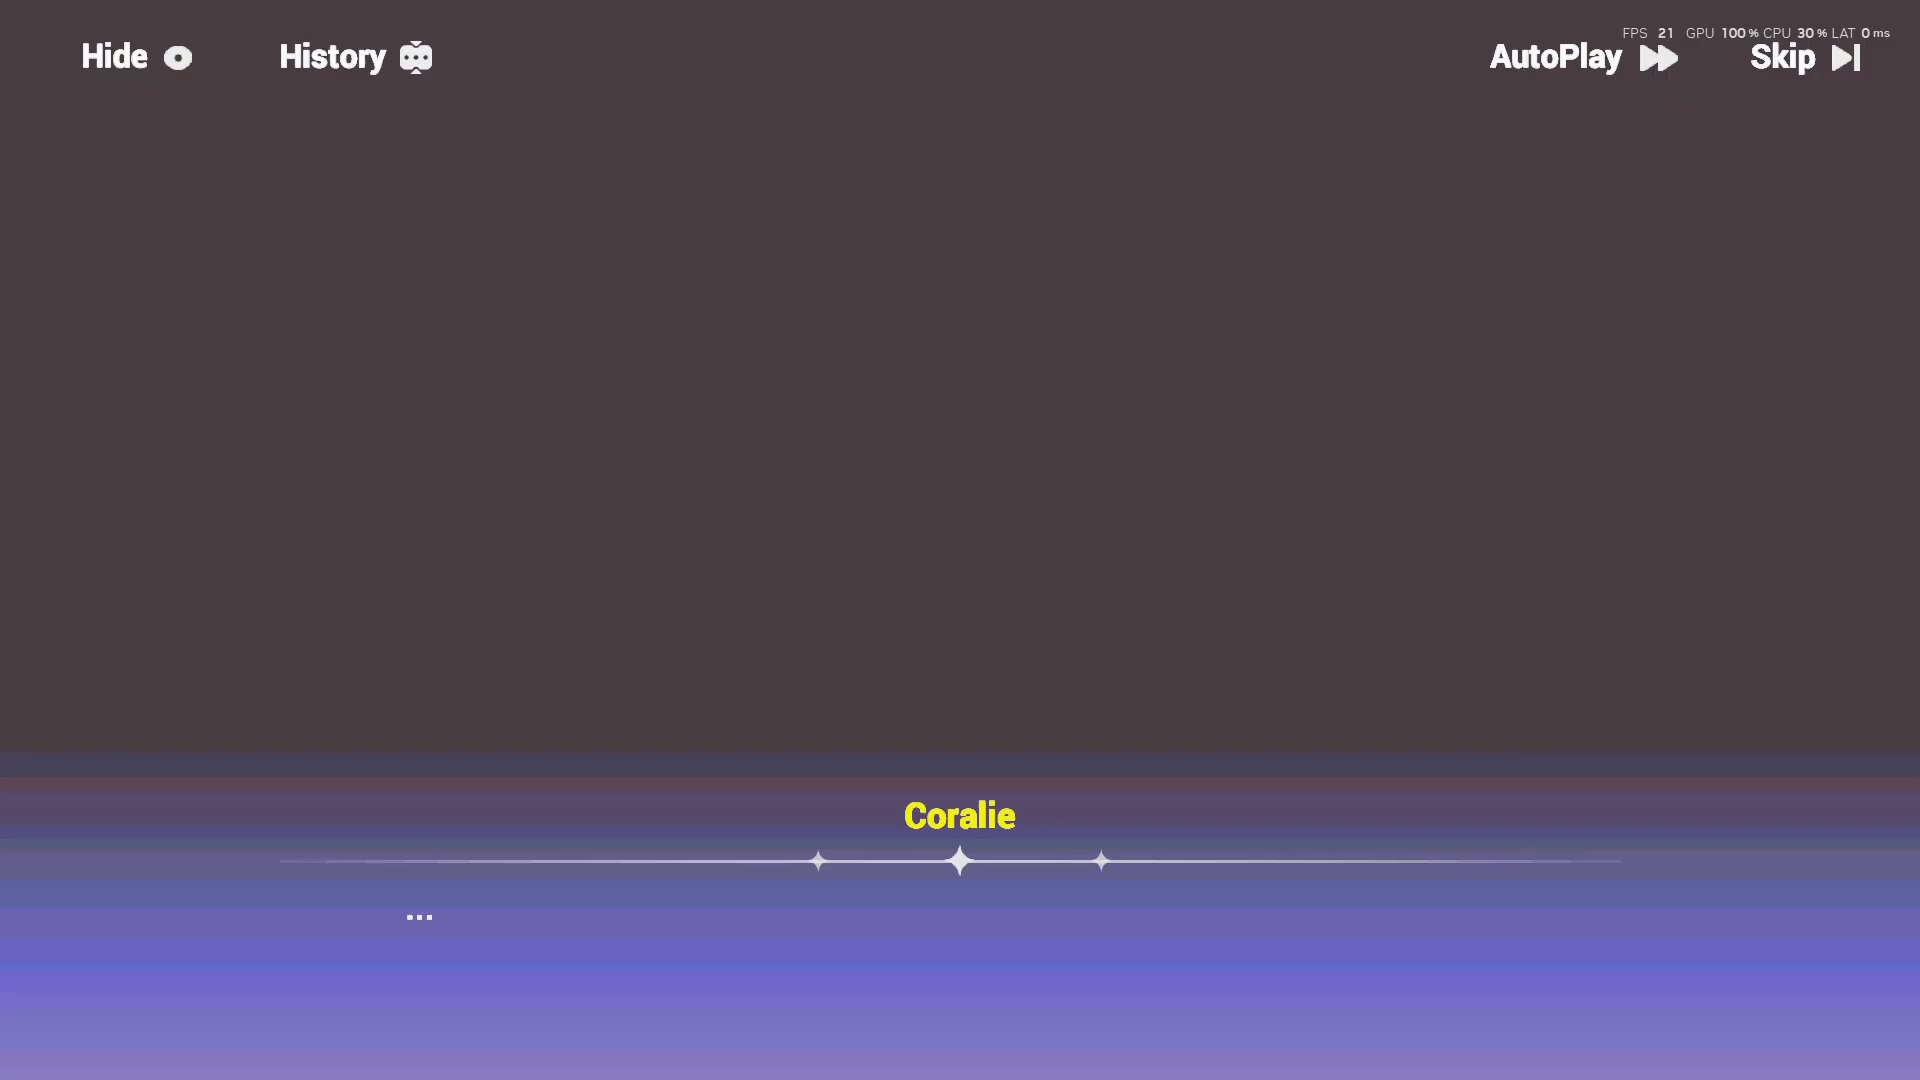 FPS 21 GPU 100% CPU 30% LAT 0 ms
Hide History AutoPlay Skip
Coralie
...